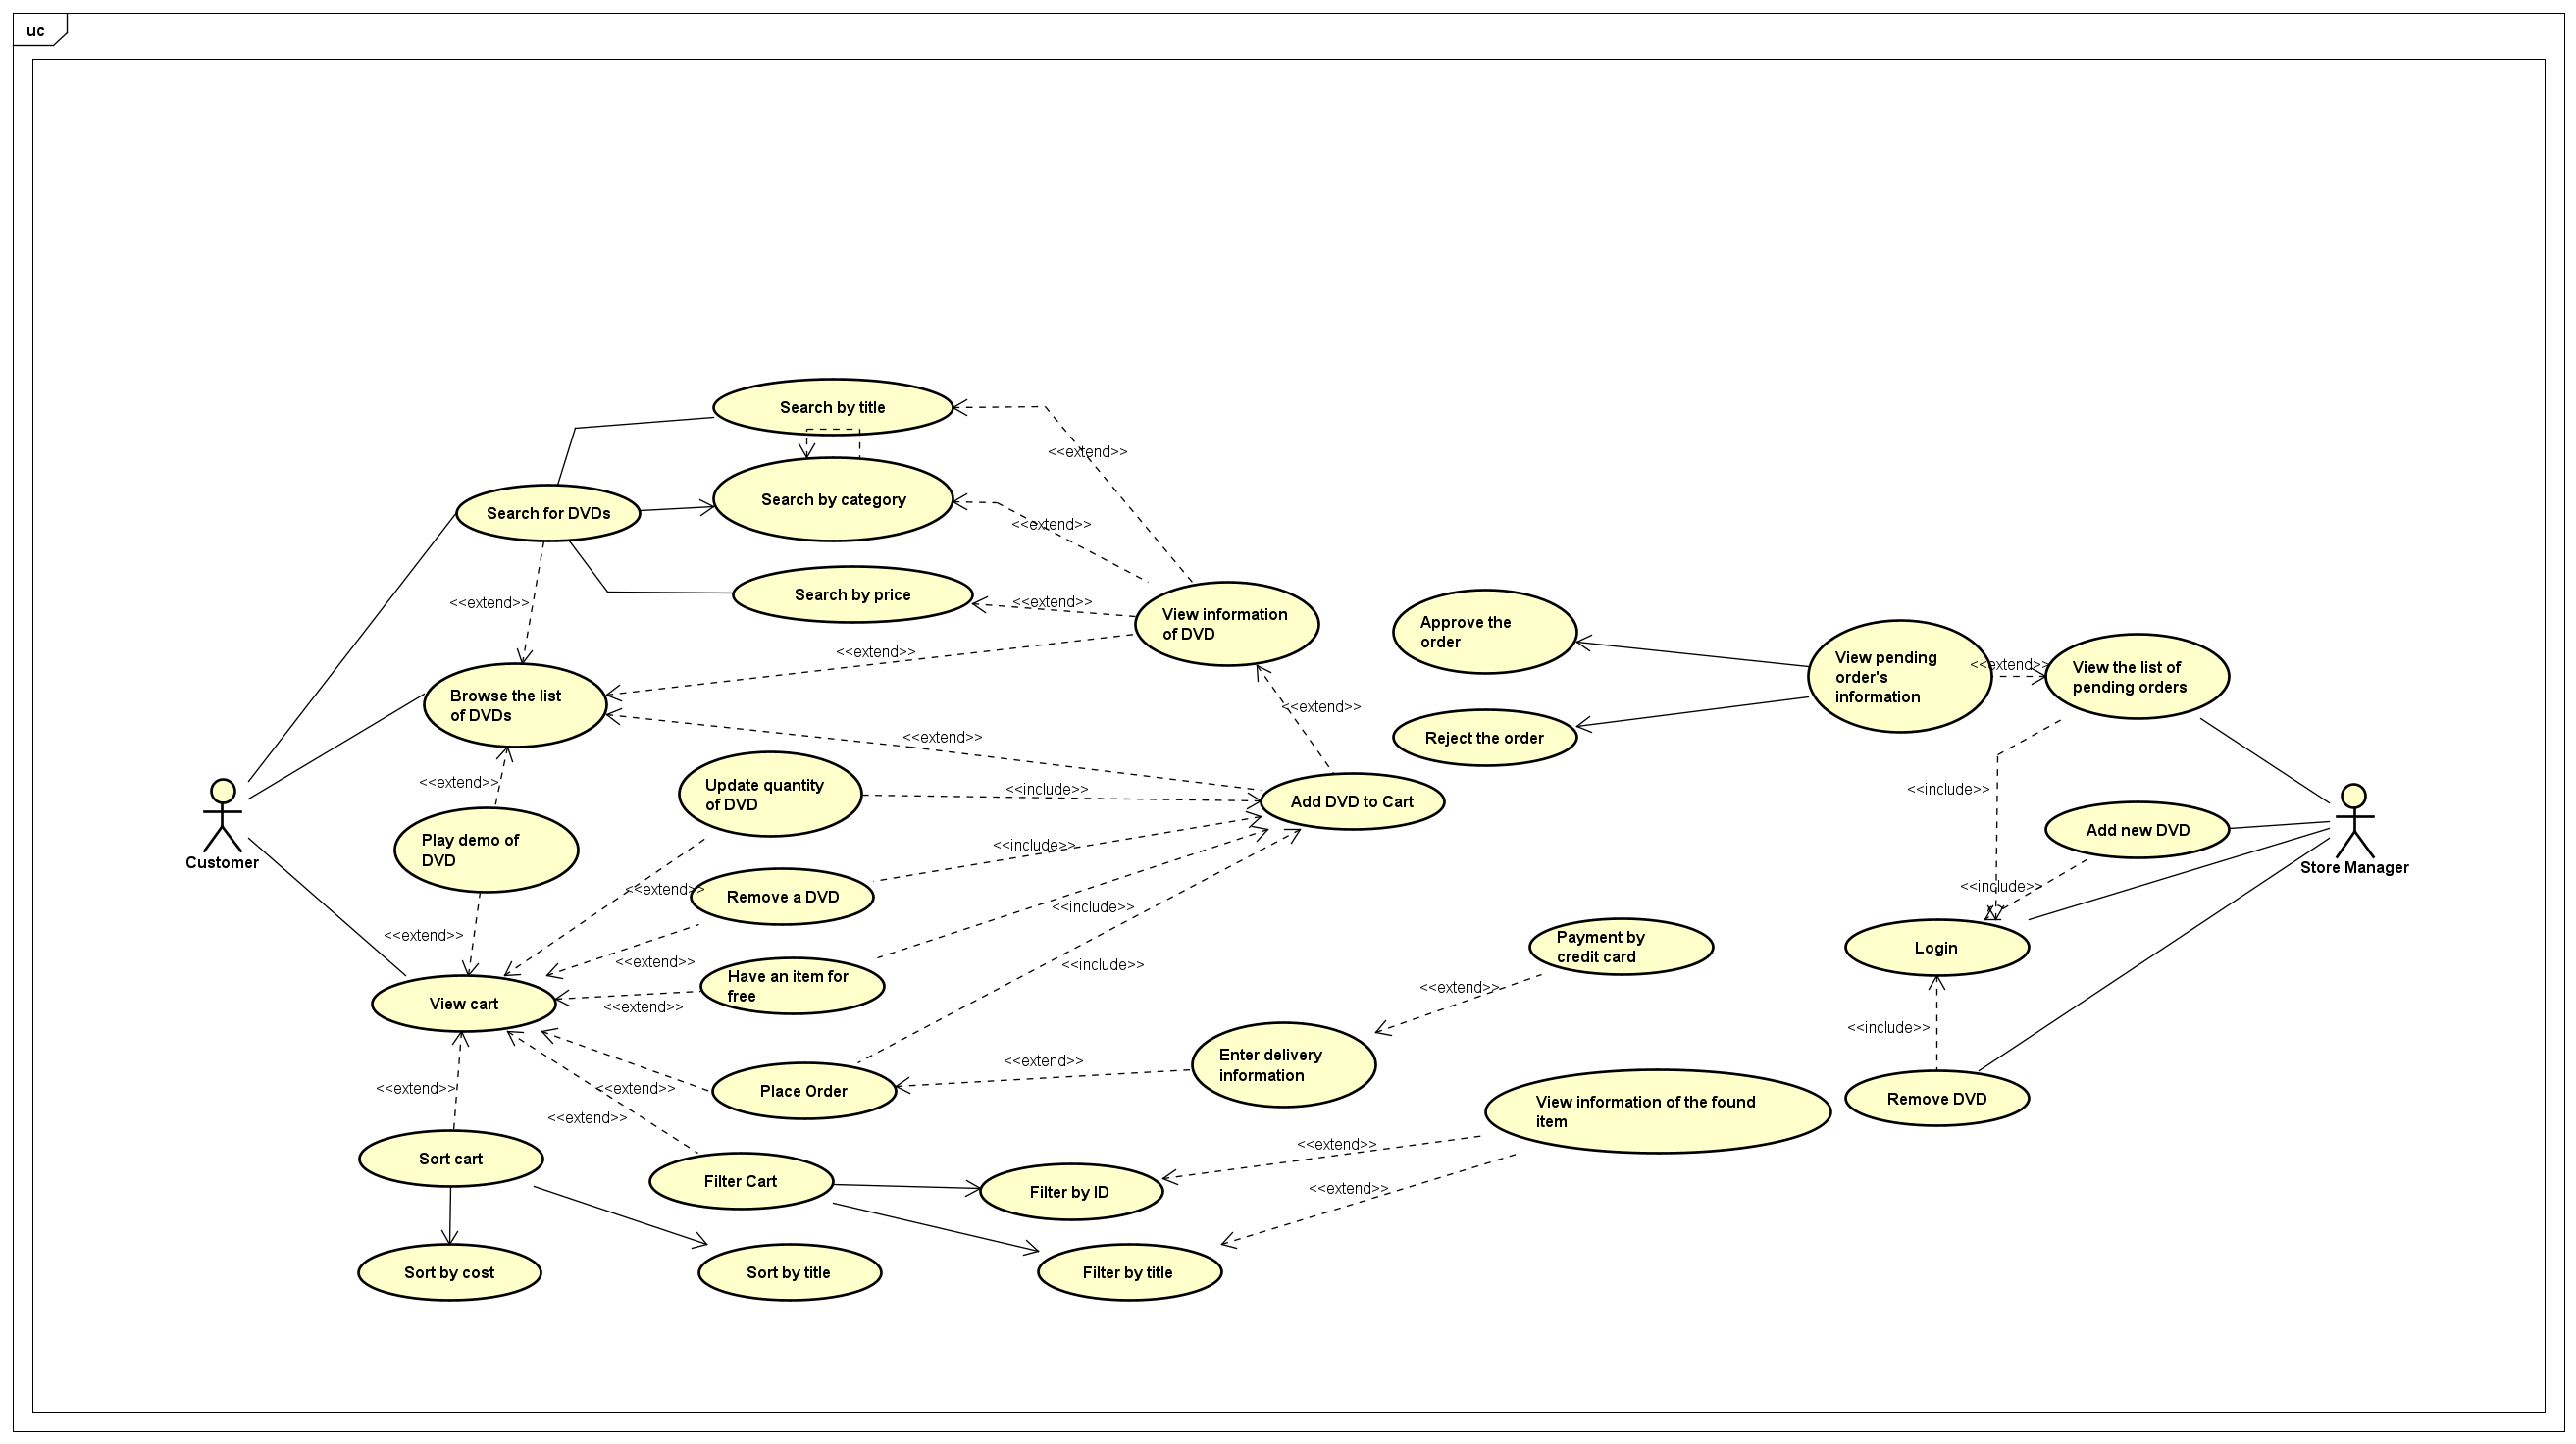 uc
Search by title
<<extend>>
Search by category
Search for DVDs
<<extend>>
Search by price
<<extend>>
<<extend>>
View information
of DVD
Approve the
order
<<extend>>
View pending
order's
information
<<extend>>
View the list of
pending orders
Browse the list
of DVDs
<<extend>>
<<extend>>
Reject the order
<<extend>>
Update quantity
of DVD
<<include>>
Add DVD to Cart
<<include>>
Play demo of
DVD
Customer
<<include>>
Add new DVD
Store Manager
<<extend>>
Remove a DVD
<<include>>
<<include>>
<<extend>>
<<extend>>
<<include>>
Payment by
credit card
Login
Have an item for
free
<<extend>>
View cart
<<extend>>
<<include>>
Enter delivery
information
<<extend>>
<<extend>>
<<extend>>
Place Order
<<extend>>
View information of the found
item
Remove DVD
<<extend>>
Sort cart
Filter Cart
Filter by ID
<<extend>>
Sort by cost
Sort by title
Filter by title